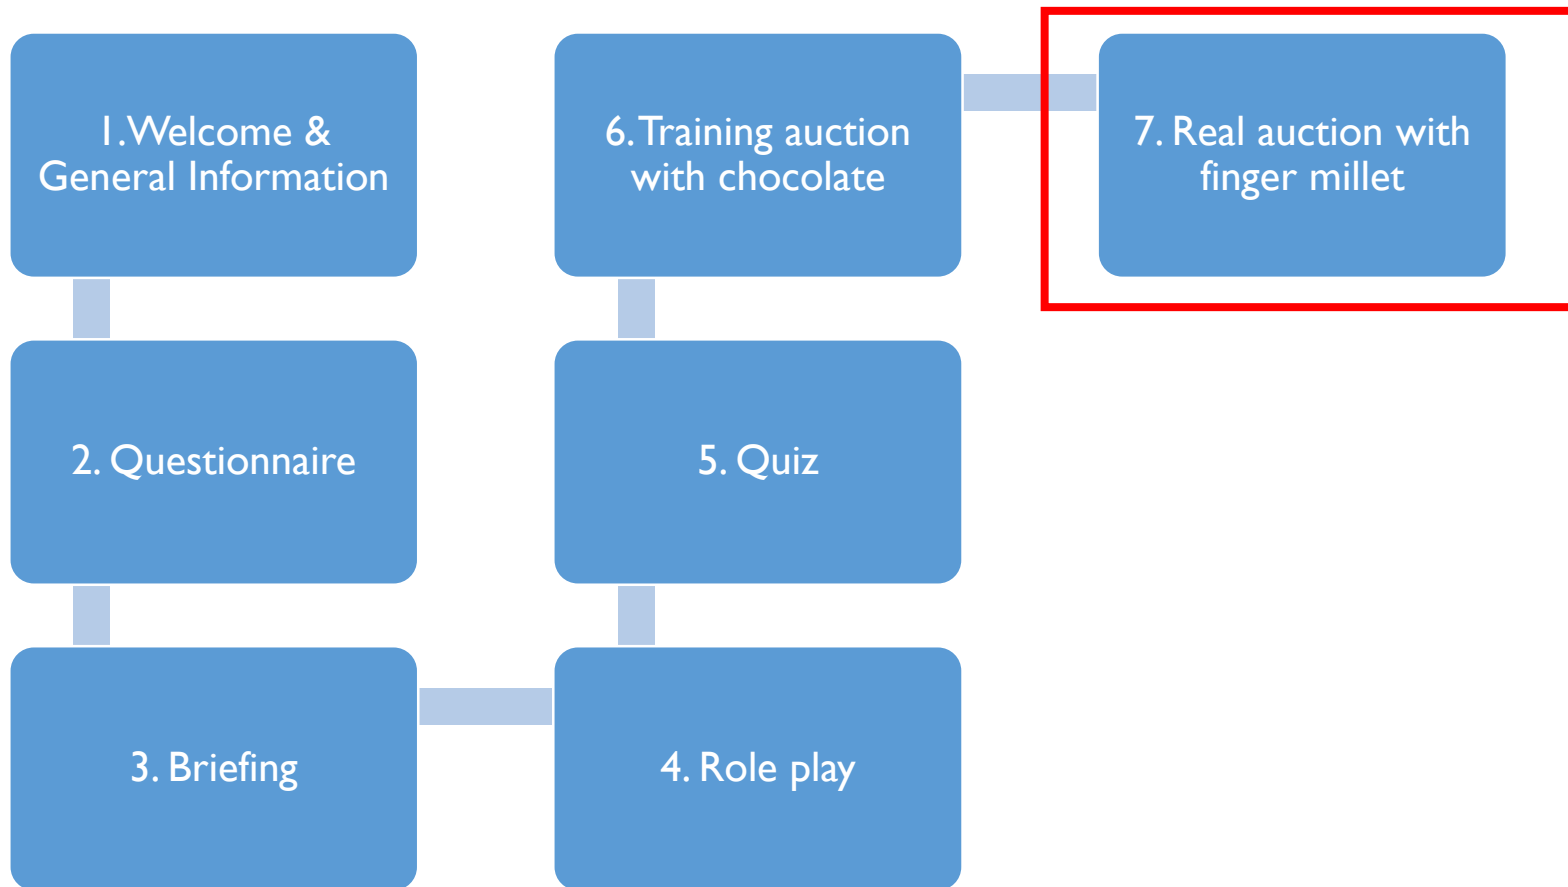 1. Welcome &
General Information
2. Questionnaire
3. Briefing
4. Role play
5. Quiz
6. Training auction
with chocolate
7. Real auction with
finger millet